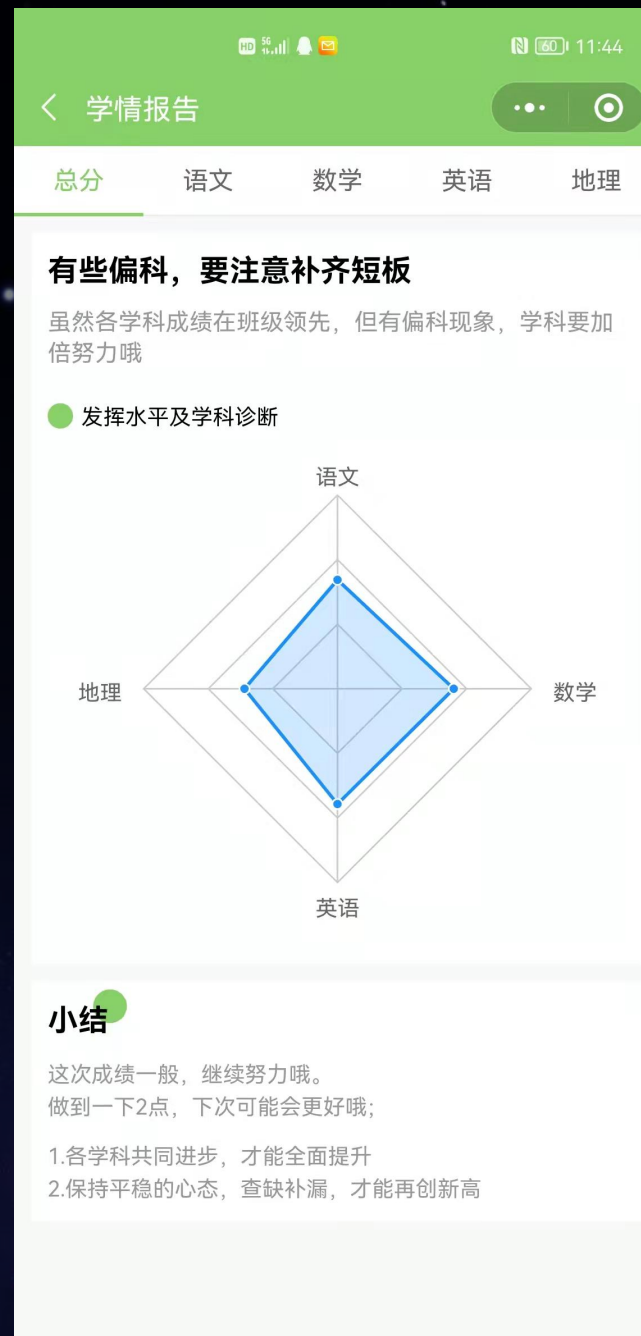 HD 5G 60 11:44
学情报告
总分 语文 数学 英语 地理
有些偏科，要注意补齐短板
虽然各学科成绩在班级领先，但有偏科现象，学科要加
倍努力哦
发挥水平及学科诊断
语文
地理 数学
英语
小结
这次成绩一般，继续努力哦。
做到一下2点，下次可能会更好哦;
1.各学科共同进步，才能全面提升
2.保持平稳的心态，查缺补漏，才能再创新高